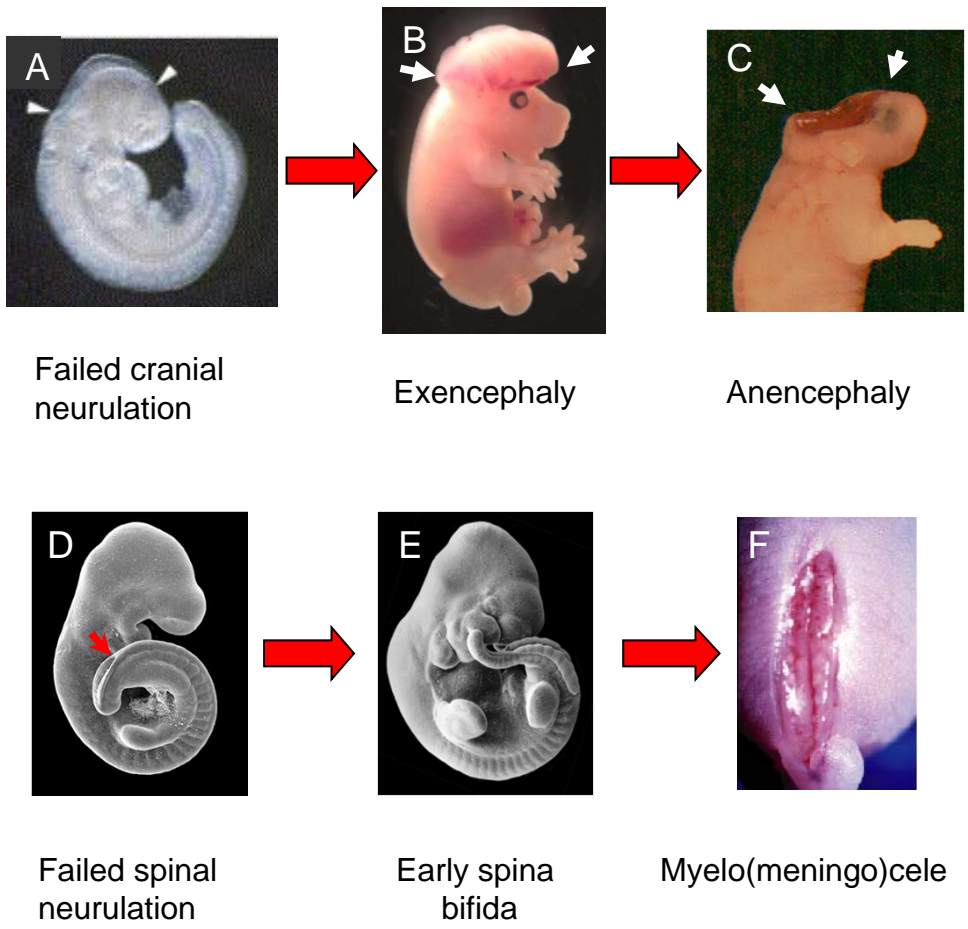 A
B
C
Failed cranial
neurulation
Exencephaly
Anencephaly
D
E
F
Failed spinal
neurulation
Early spina
bifida
Myelo(meningo)cele